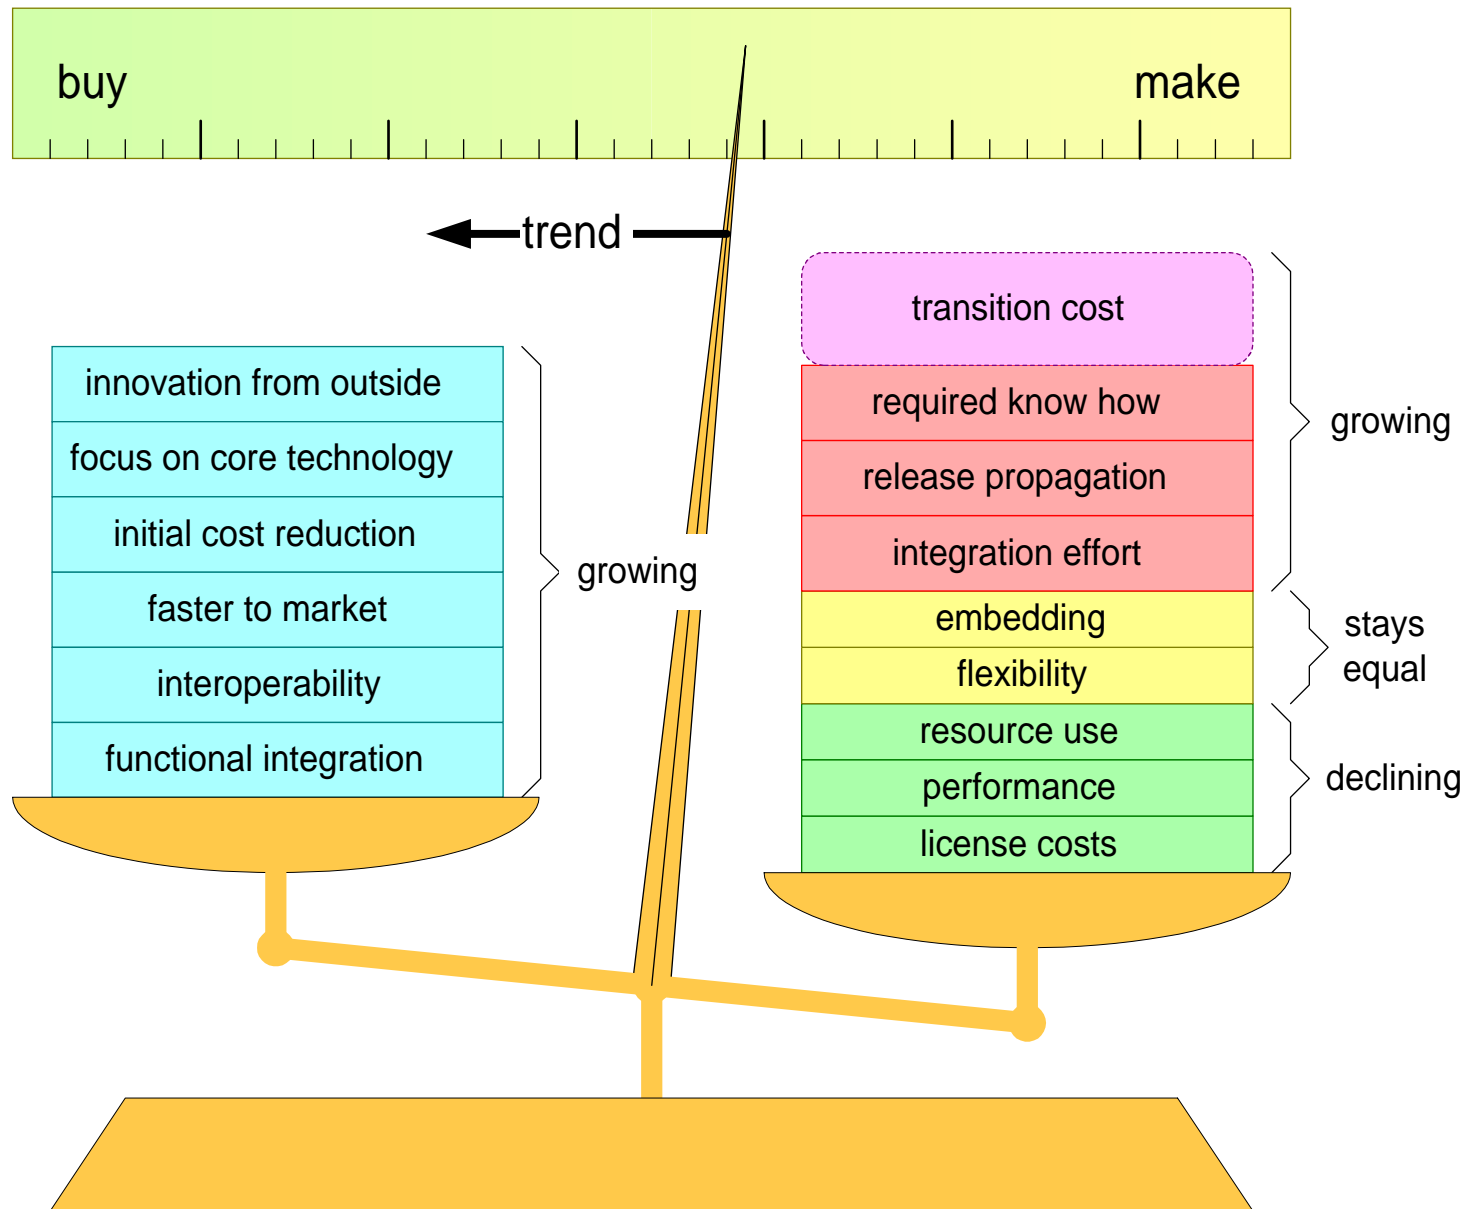 buy
make
trend
innovation from outside
focus on core technology
initial cost reduction
faster to market
interoperability
functional integration
growing
transition cost
required know how
release propagation
integration effort
embedding
flexibility
resource use
performance
license costs
growing
stays
equal
declining